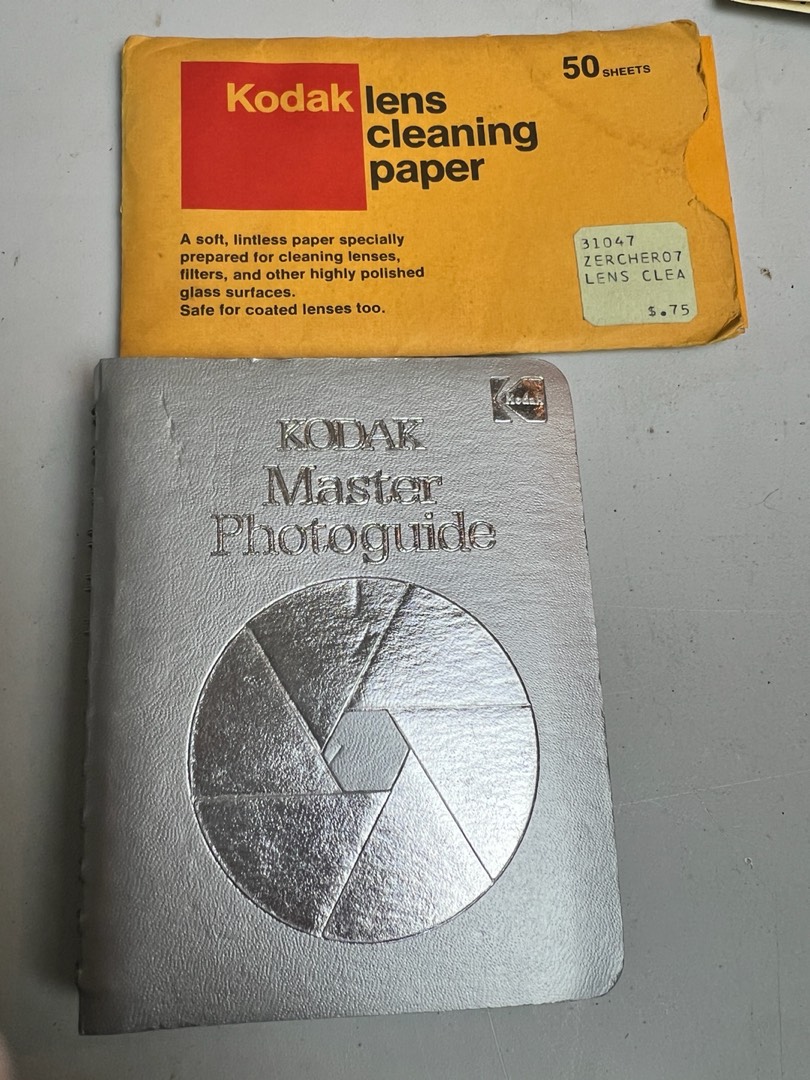 Kodak lens
cleaning
paper
50 SHEETS
A soft, lintless paper specially
prepared for cleaning lenses,
filters, and other highly polished
glass surfaces.
Safe for coated lenses too.
31047
ZERCHER07
LENS CLEA
$.75
Kodak
KODAK
Master
Photoguide